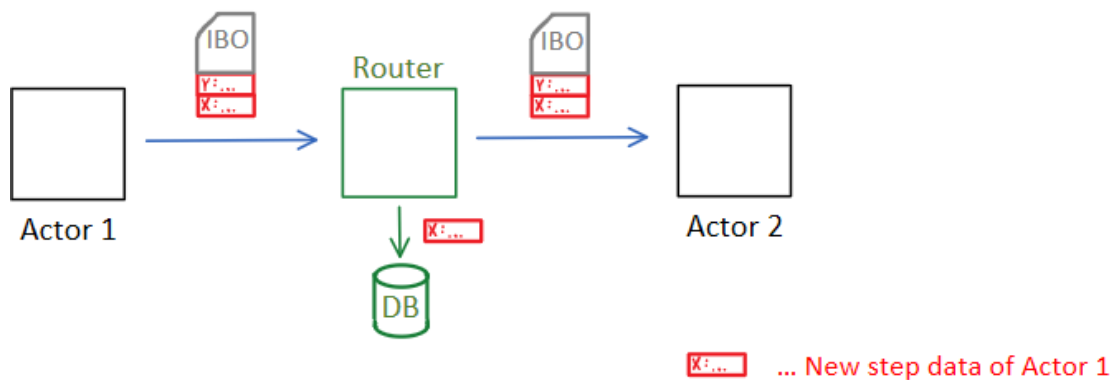 IBO
IBO
Router
Y:...
X:...
Y:...
X:...
Actor 1
Actor 2
X:...
DB
X:... ... New step data of Actor 1